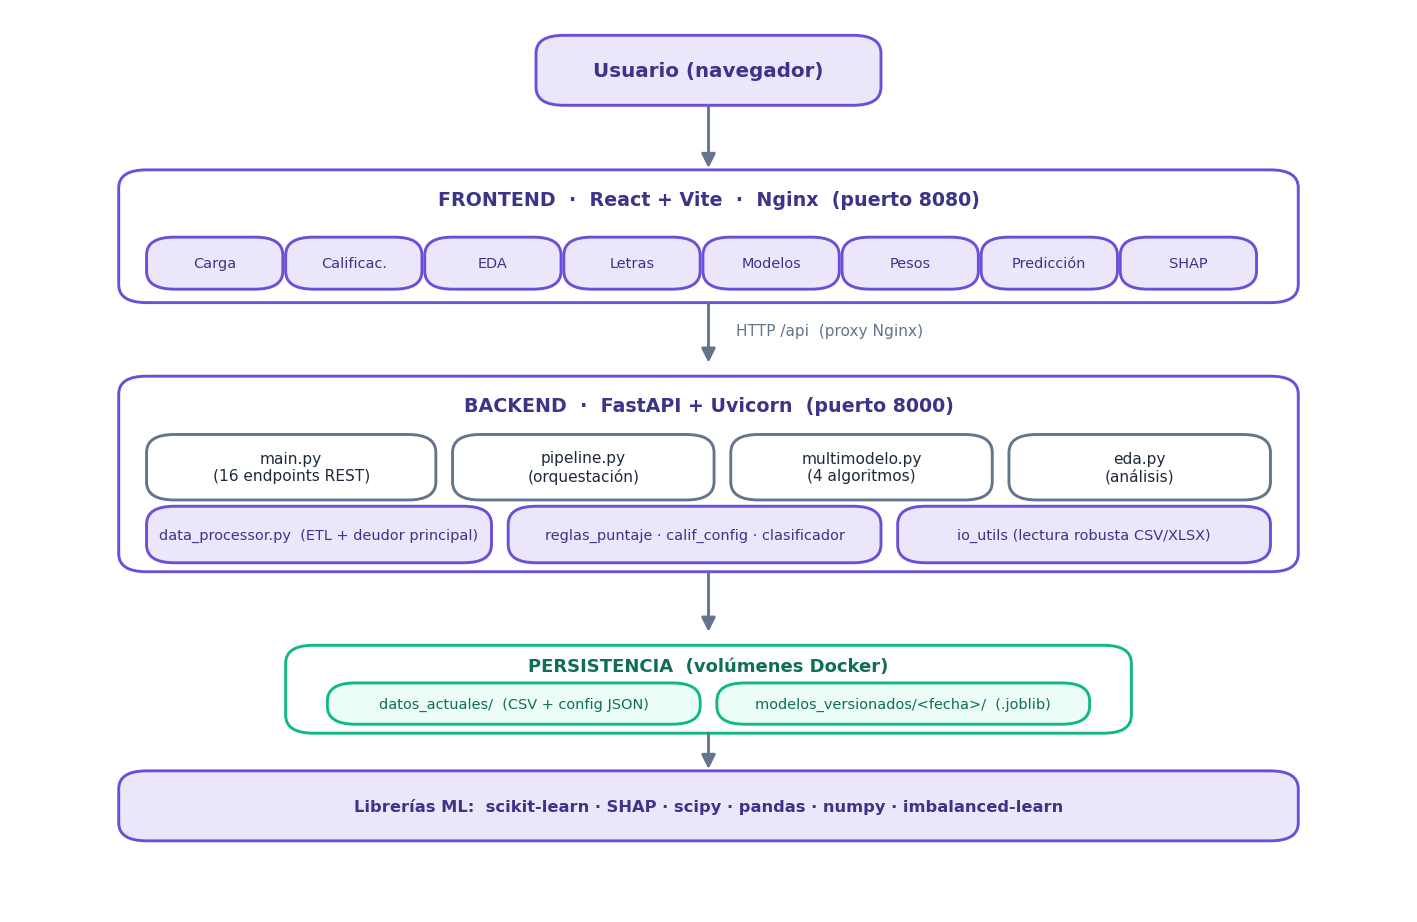 Usuario (navegador)
FRONTEND · React + Vite · Nginx (puerto 8080)
Carga
Calificac.
EDA
Letras
Modelos
Pesos
Predicción
SHAP
HTTP /api (proxy Nginx)
BACKEND · FastAPI + Uvicorn (puerto 8000)
main.py
(16 endpoints REST)
pipeline.py
(orquestación)
multimodelo.py
(4 algoritmos)
eda.py
(análisis)
data_processor.py (ETL + deudor principal)
reglas_puntaje · calif_config · clasificador
io_utils (lectura robusta CSV/XLSX)
PERSISTENCIA (volúmenes Docker)
datos_actuales/ (CSV + config JSON)
modelos_versionados/<fecha>/ (.joblib)
Librerías ML: scikit-learn · SHAP · scipy · pandas · numpy · imbalanced-learn